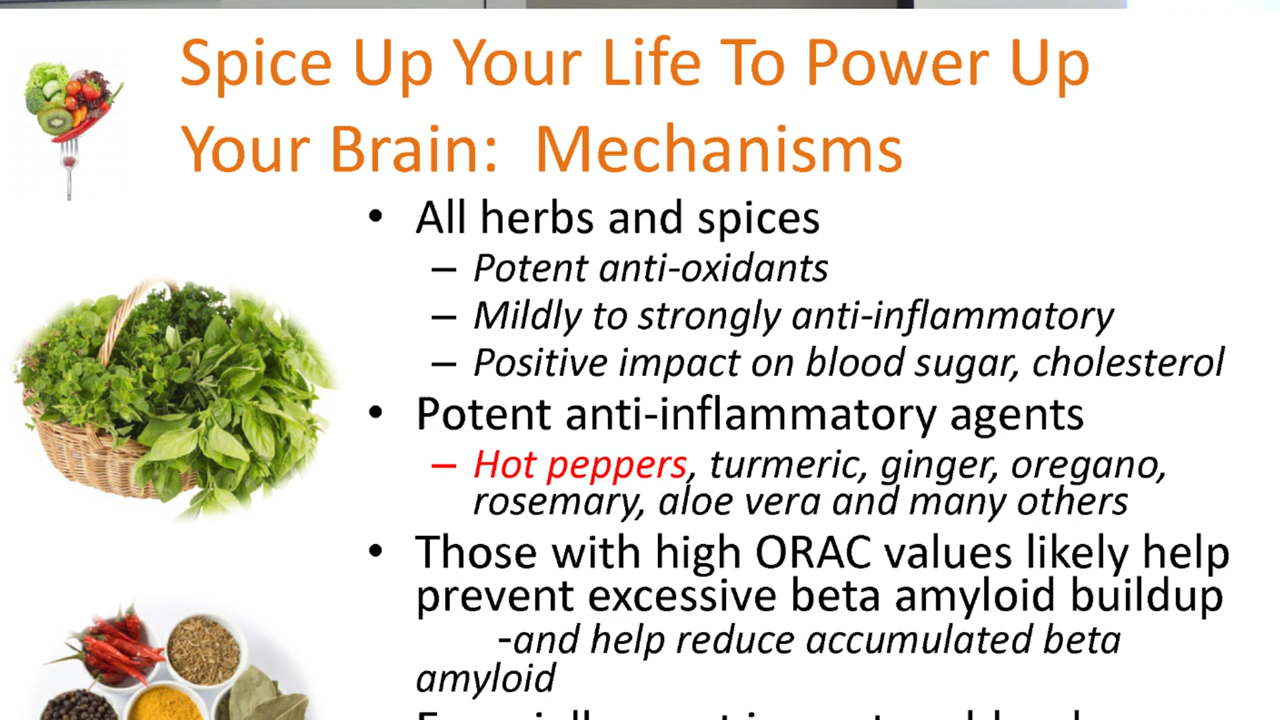 Spice Up Your Life To Power Up
Your Brain: Mechanisms
• All herbs and spices
– Potent anti-oxidants
– Mildly to strongly anti-inflammatory
– Positive impact on blood sugar, cholesterol
• Potent anti-inflammatory agents
– Hot peppers, turmeric, ginger, oregano,
rosemary, aloe vera and many others
• Those with high ORAC values likely help
prevent excessive beta amyloid buildup
-and help reduce accumulated beta
amyloid